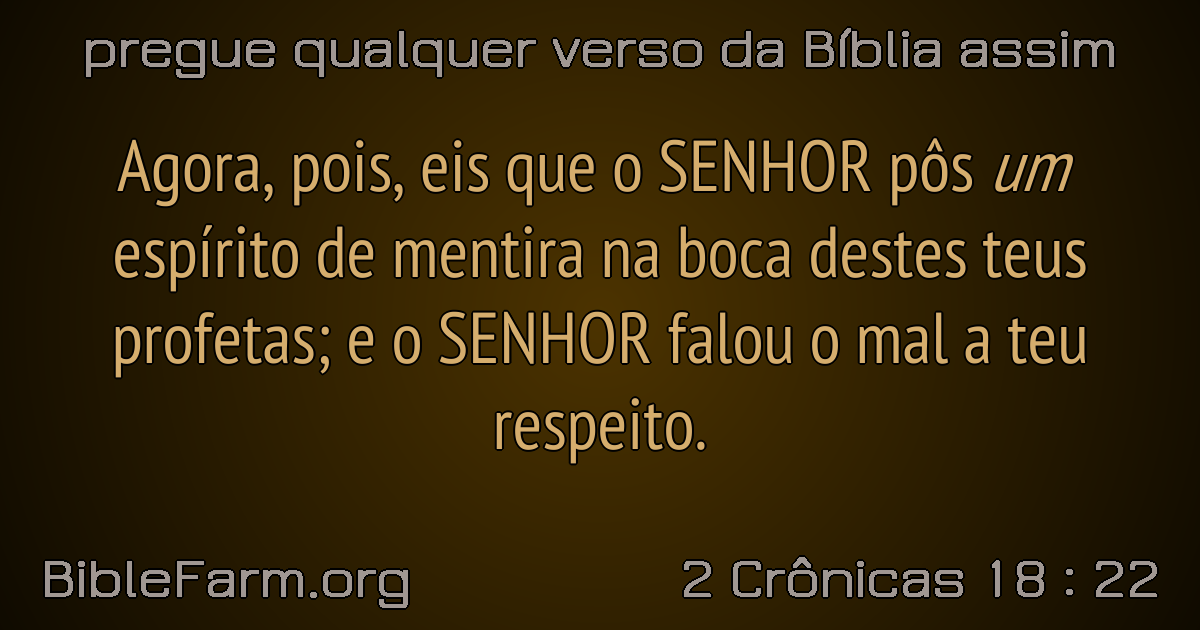 pregue qualquer verso da Bíblia assim
Agora, pois, eis que o SENHOR pôs um
espírito de mentira na boca destes teus
profetas; e o SENHOR falou o mal a teu
respeito.
BibleFarm.org
2 Crônicas 18 : 22